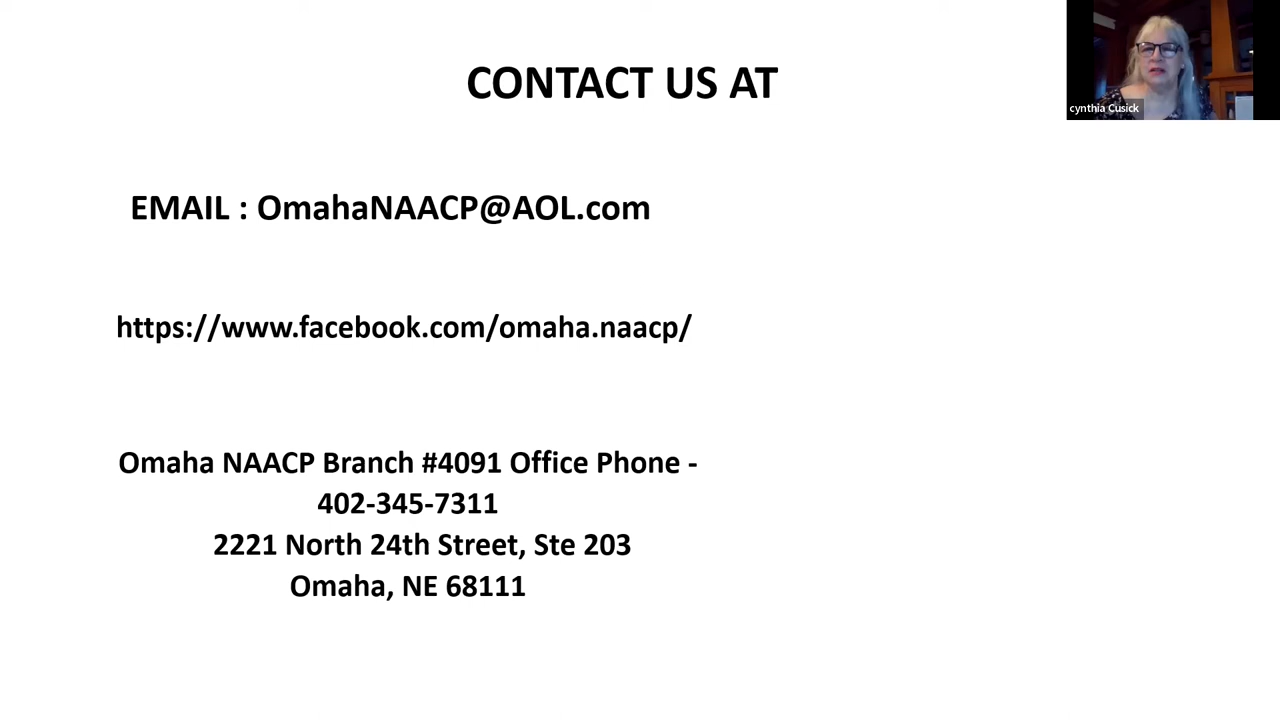 CONTACT US AT
cynthia Cusick
EMAIL : OmahaNAACP@AOL.com
https://www.facebook.com/omaha.naacp/
Omaha NAACP Branch #4091 Office Phone -
402-345-7311
2221 North 24th Street, Ste 203
Omaha, NE 68111